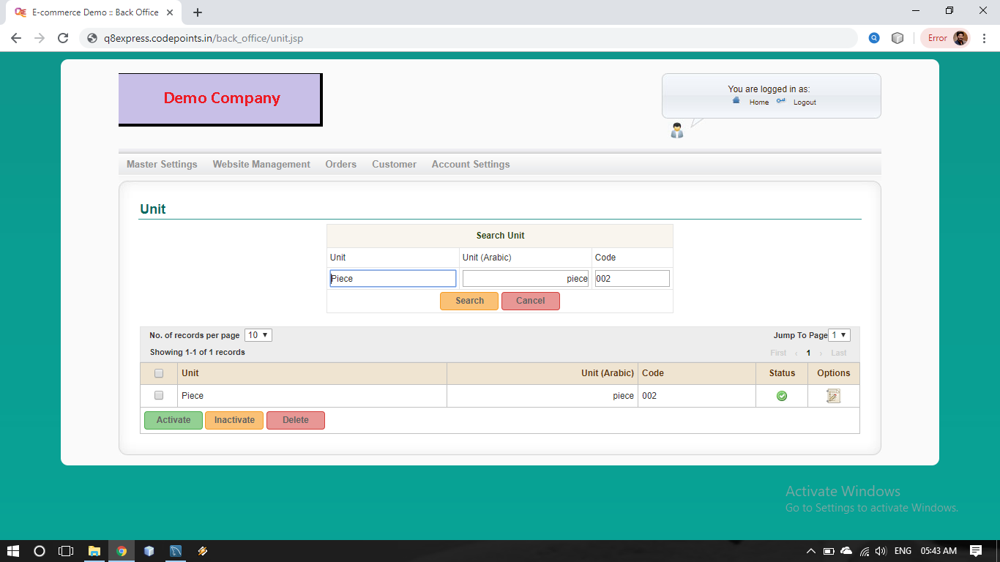 E-commerce Demo :: Back Office
q8express.codepoints.in/back_office/unit.jsp
Error
Demo Company
You are logged in as:
Home Logout
Master Settings Website Management Orders Customer Account Settings
Unit
Search Unit
Unit Unit (Arabic) Code
Piece piece 002
Search Cancel
No. of records per page 10 Jump To Page 1
Showing 1-1 of 1 records First ‹ 1 › Last
Unit Unit (Arabic) Code Status Options
Piece piece 002
Activate Inactivate Delete
Activate Windows
Go to Settings to activate Windows.
ENG 05:43 AM